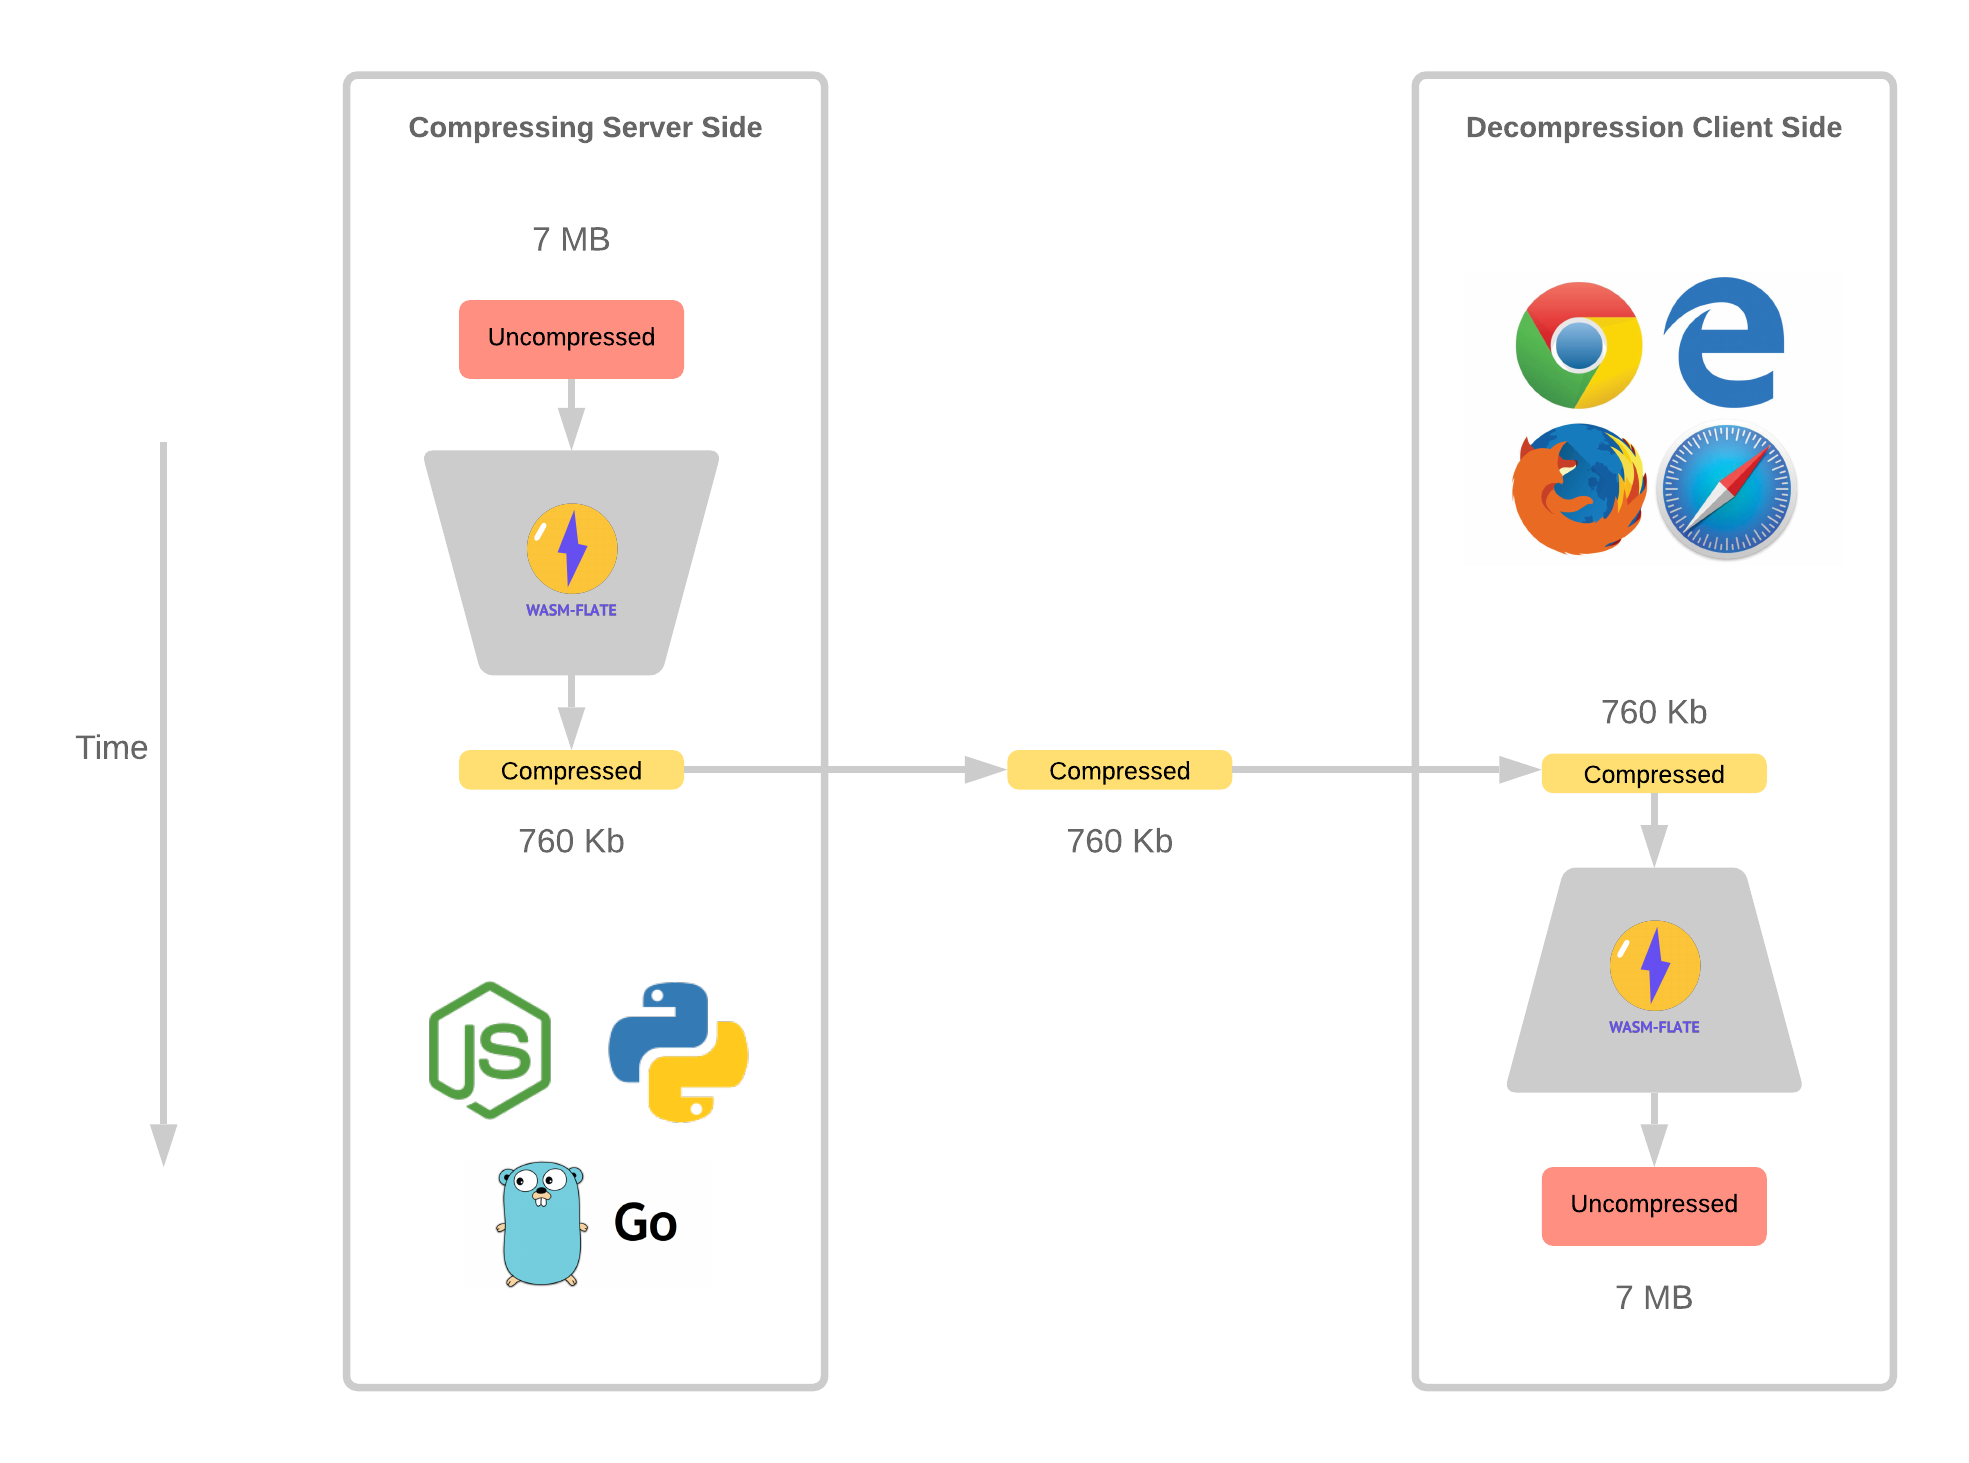 Compressing Server Side
7 MB
Uncompressed
WASM-FLATE
Compressed
760 Kb
JS
Go
Time
Compressed
760 Kb
Decompression Client Side
760 Kb
Compressed
WASM-FLATE
Uncompressed
7 MB